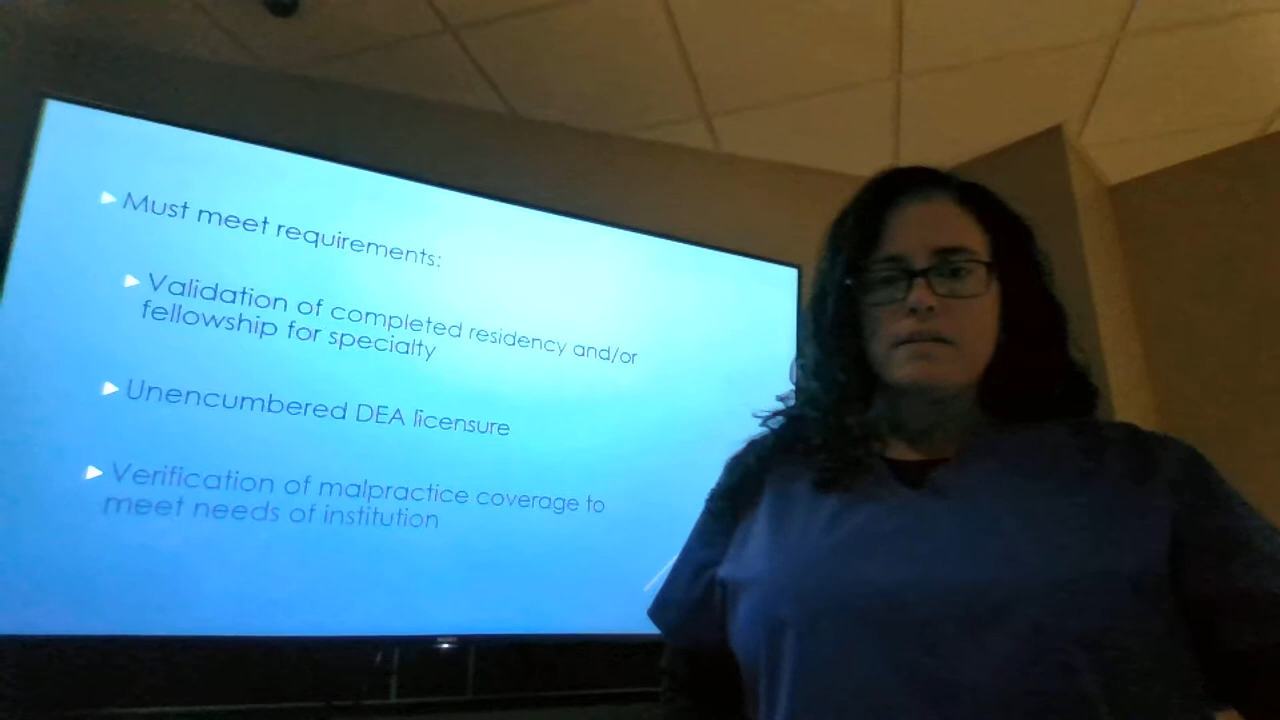 Must meet requirements:
Validation of completed residency and/or
fellowship for specialty
Unencumbered DEA licensure
Verification of malpractice coverage to
meet needs of institution